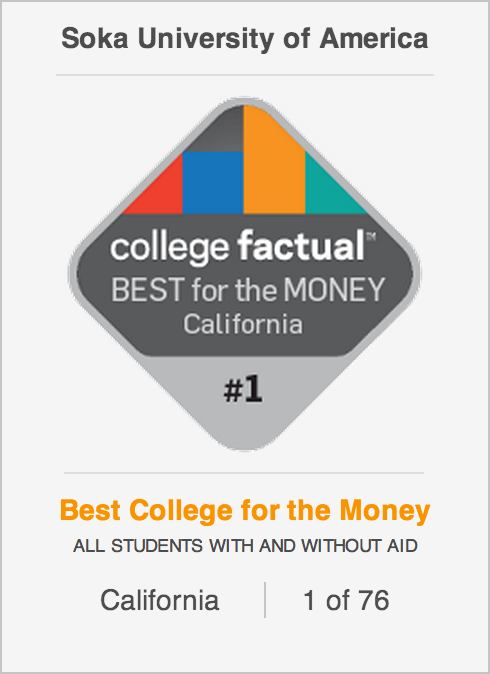 Soka University of America
college factual™
BEST for the MONEY
California
#1
Best College for the Money
ALL STUDENTS WITH AND WITHOUT AID
California | 1 of 76